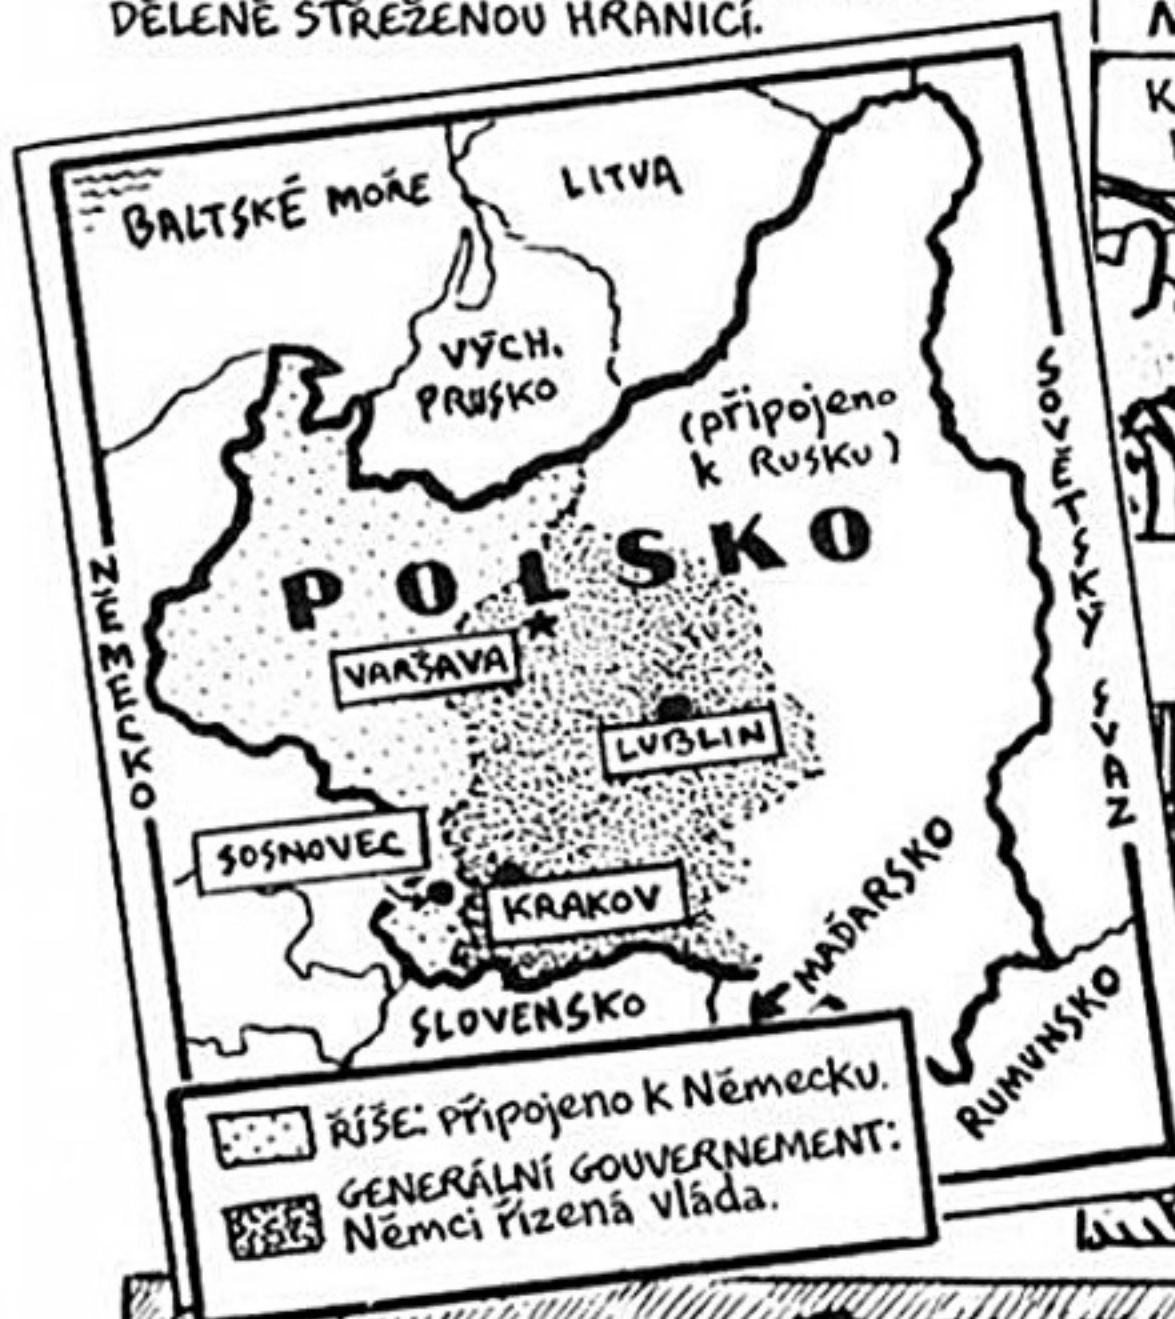 DĚLENĚ STŘEŽENOU HRANICÍ.
BALTSKÉ MOŘE
LITVA
VÝCH.
PRUSKO
(připojeno
k RUSKU)
POLSKO
NĚMECKO
SOVĚTSKÝ SVAZ
VARŠAVA
LUBLIN
SOSNOVEC
KRAKOV
MAĎARSKO
SLOVENSKO
RUMUNSKO
ŘÍŠE: Připojeno k Německu.
GENERÁLNÍ GOUVERNEMENT:
Němci řízená vláda.